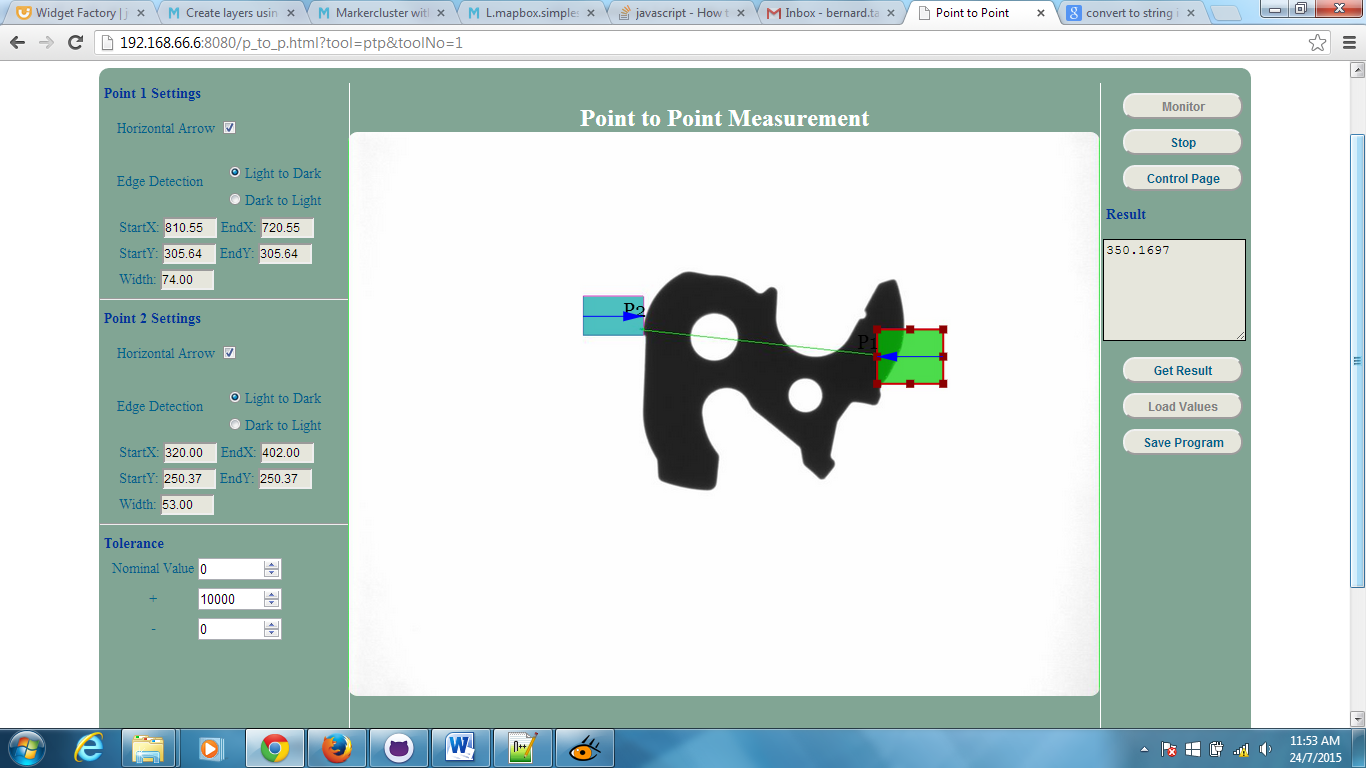 Widget Factory | j
Create layers usin
Markercluster with
L.mapbox.simples
javascript - How t
Inbox - bernard.ta
Point to Point
convert to string i
192.168.66.6:8080/p_to_p.html?tool=ptp&toolNo=1
Point 1 Settings
Horizontal Arrow
Edge Detection
Light to Dark
Dark to Light
StartX: 810.55 EndX: 720.55
StartY: 305.64 EndY: 305.64
Width: 74.00
Point 2 Settings
Horizontal Arrow
Edge Detection
Light to Dark
Dark to Light
StartX: 320.00 EndX: 402.00
StartY: 250.37 EndY: 250.37
Width: 53.00
Tolerance
Nominal Value 0
+ 10000
- 0
Point to Point Measurement
P2
P1
Monitor
Stop
Control Page
Result
350.1697
Get Result
Load Values
Save Program
11:53 AM
24/7/2015